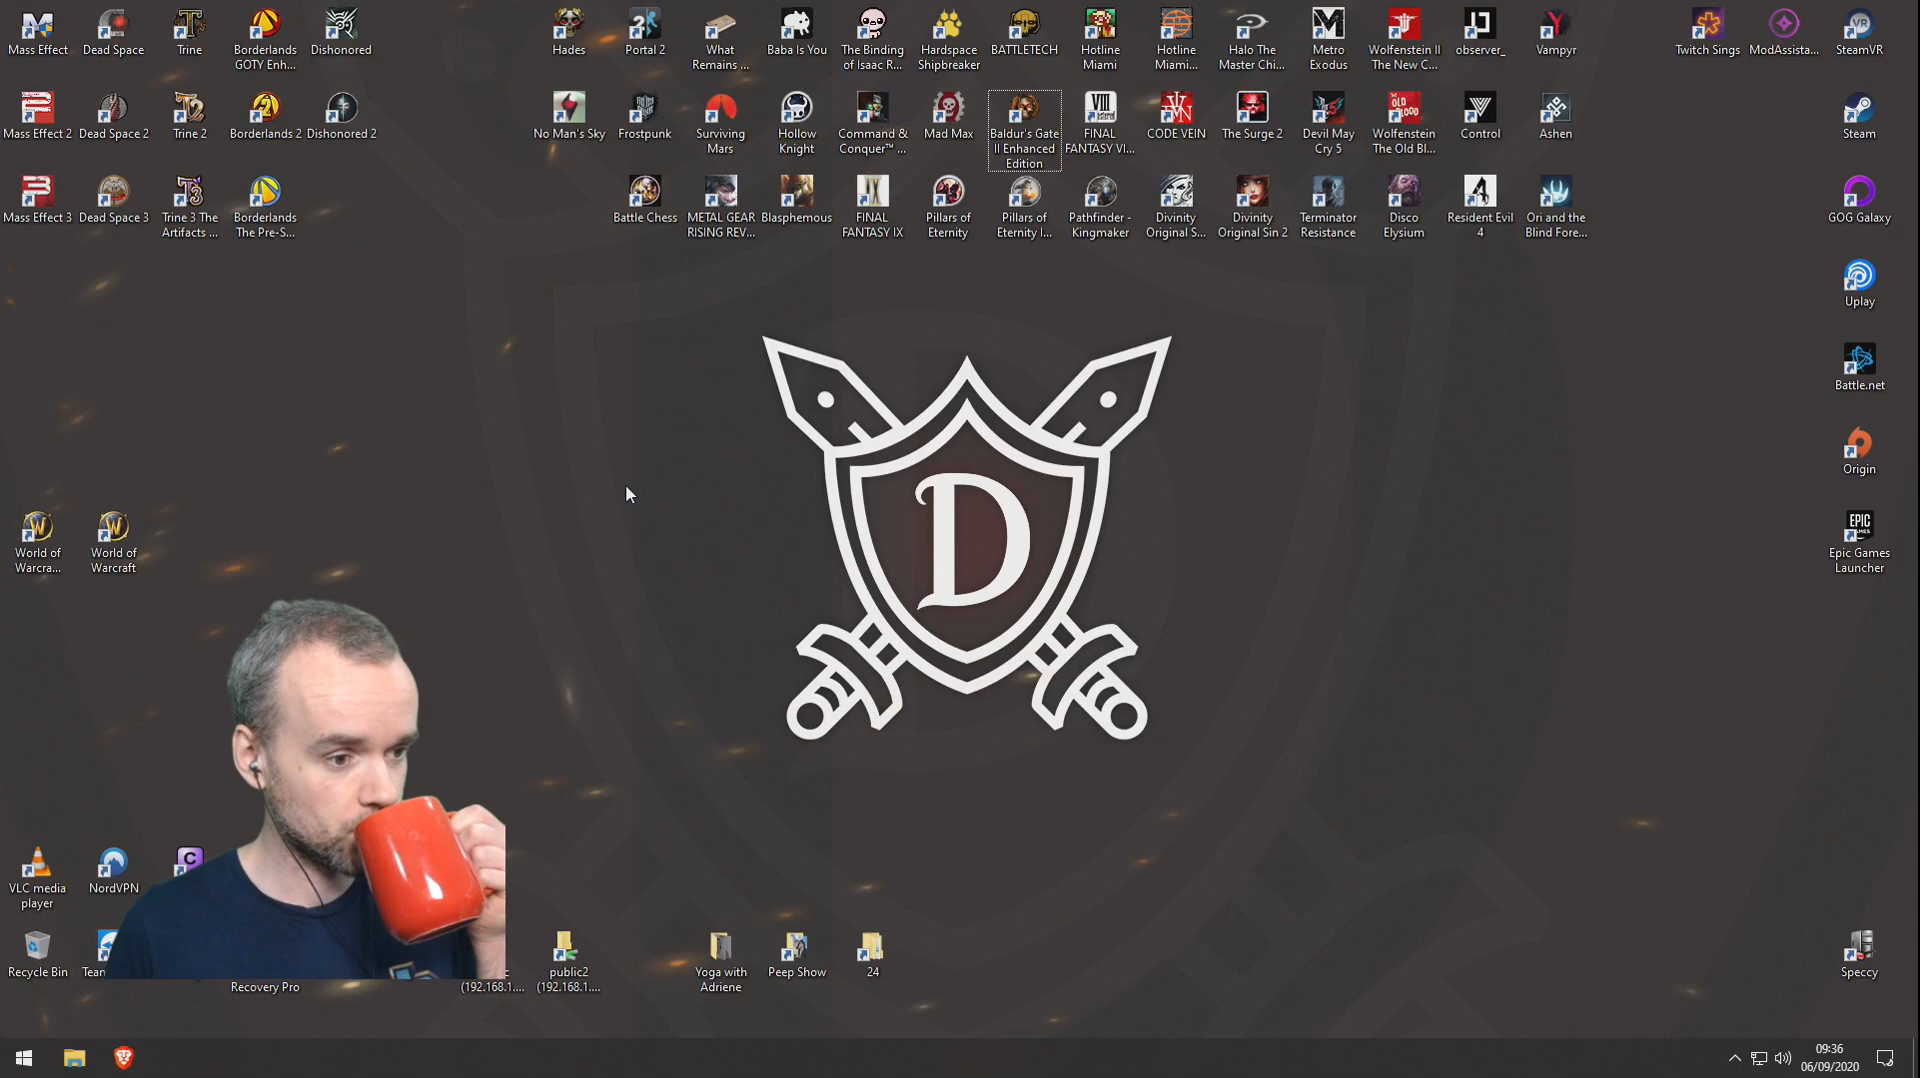 Mass Effect
Dead Space
Trine
Borderlands
GOTY Enh...
Dishonored
Hades
Portal 2
What
Remains ...
Baba Is You
The Binding
of Isaac R...
Hardspace
Shipbreaker
BATTLETECH
Hotline
Miami
Hotline
Miami...
Halo The
Master Chi...
Metro
Exodus
Wolfenstein II
The New C...
observer_
Vampyr
Twitch Sings
ModAssista...
SteamVR
Mass Effect 2
Dead Space 2
Trine 2
Borderlands 2
Dishonored 2
No Man's Sky
Frostpunk
Surviving
Mars
Hollow
Knight
Command &
Conquer™ ...
Mad Max
Baldur's Gate
II Enhanced
Edition
FINAL
FANTASY VI...
CODE VEIN
The Surge 2
Devil May
Cry 5
Wolfenstein
The Old Bl...
Control
Ashen
Steam
Mass Effect 3
Dead Space 3
Trine 3 The
Artifacts ...
Borderlands
The Pre-S...
Battle Chess
METAL GEAR
RISING REV...
Blasphemous
FINAL
FANTASY IX
Pillars of
Eternity
Pillars of
Eternity I...
Pathfinder -
Kingmaker
Divinity
Original S...
Divinity
Original Sin 2
Terminator
Resistance
Disco
Elysium
Resident Evil
4
Ori and the
Blind Fore...
GOG Galaxy
Uplay
Battle.net
Origin
D
World of
Warcra...
World of
Warcraft
EPIC
GAMES
Epic Games
Launcher
VLC media
player
NordVPN
C
Recycle Bin
Tean
Recovery Pro
c
(192.168.1....
public2
(192.168.1....
Yoga with
Adriene
Peep Show
24
Speccy
09:36
06/09/2020